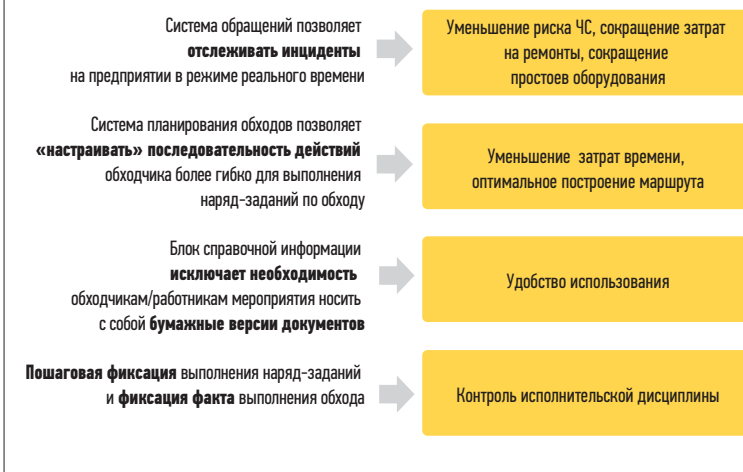 Система обращений позволяет
отслеживать инциденты
на предприятии в режиме реального времени
Уменьшение риска ЧС, сокращение затрат
на ремонты, сокращение
простоев оборудования
Система планирования обходов позволяет
«настраивать» последовательность действий
обходчика более гибко для выполнения
наряд-заданий по обходу
Уменьшение затрат времени,
оптимальное построение маршрута
Блок справочной информации
исключает необходимость
обходчикам/работникам мероприятия носить
с собой бумажные версии документов
Удобство использования
Пошаговая фиксация выполнения наряд-заданий
и фиксация факта выполнения обхода
Контроль исполнительской дисциплины